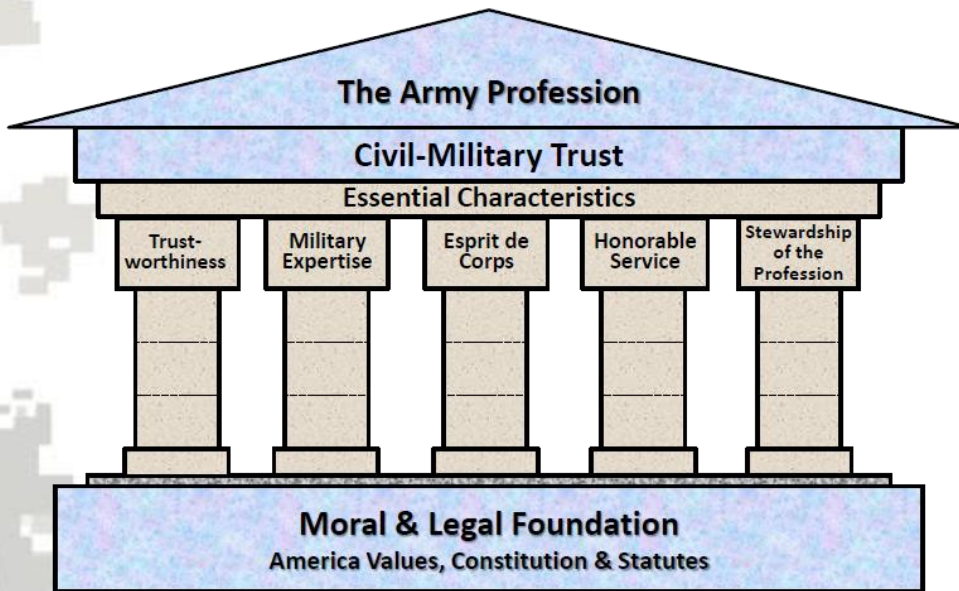 The Army Profession
Civil-Military Trust
Essential Characteristics
Trust-
worthiness
Military
Expertise
Esprit de
Corps
Honorable
Service
Stewardship
of the
Profession
Moral & Legal Foundation
America Values, Constitution & Statutes